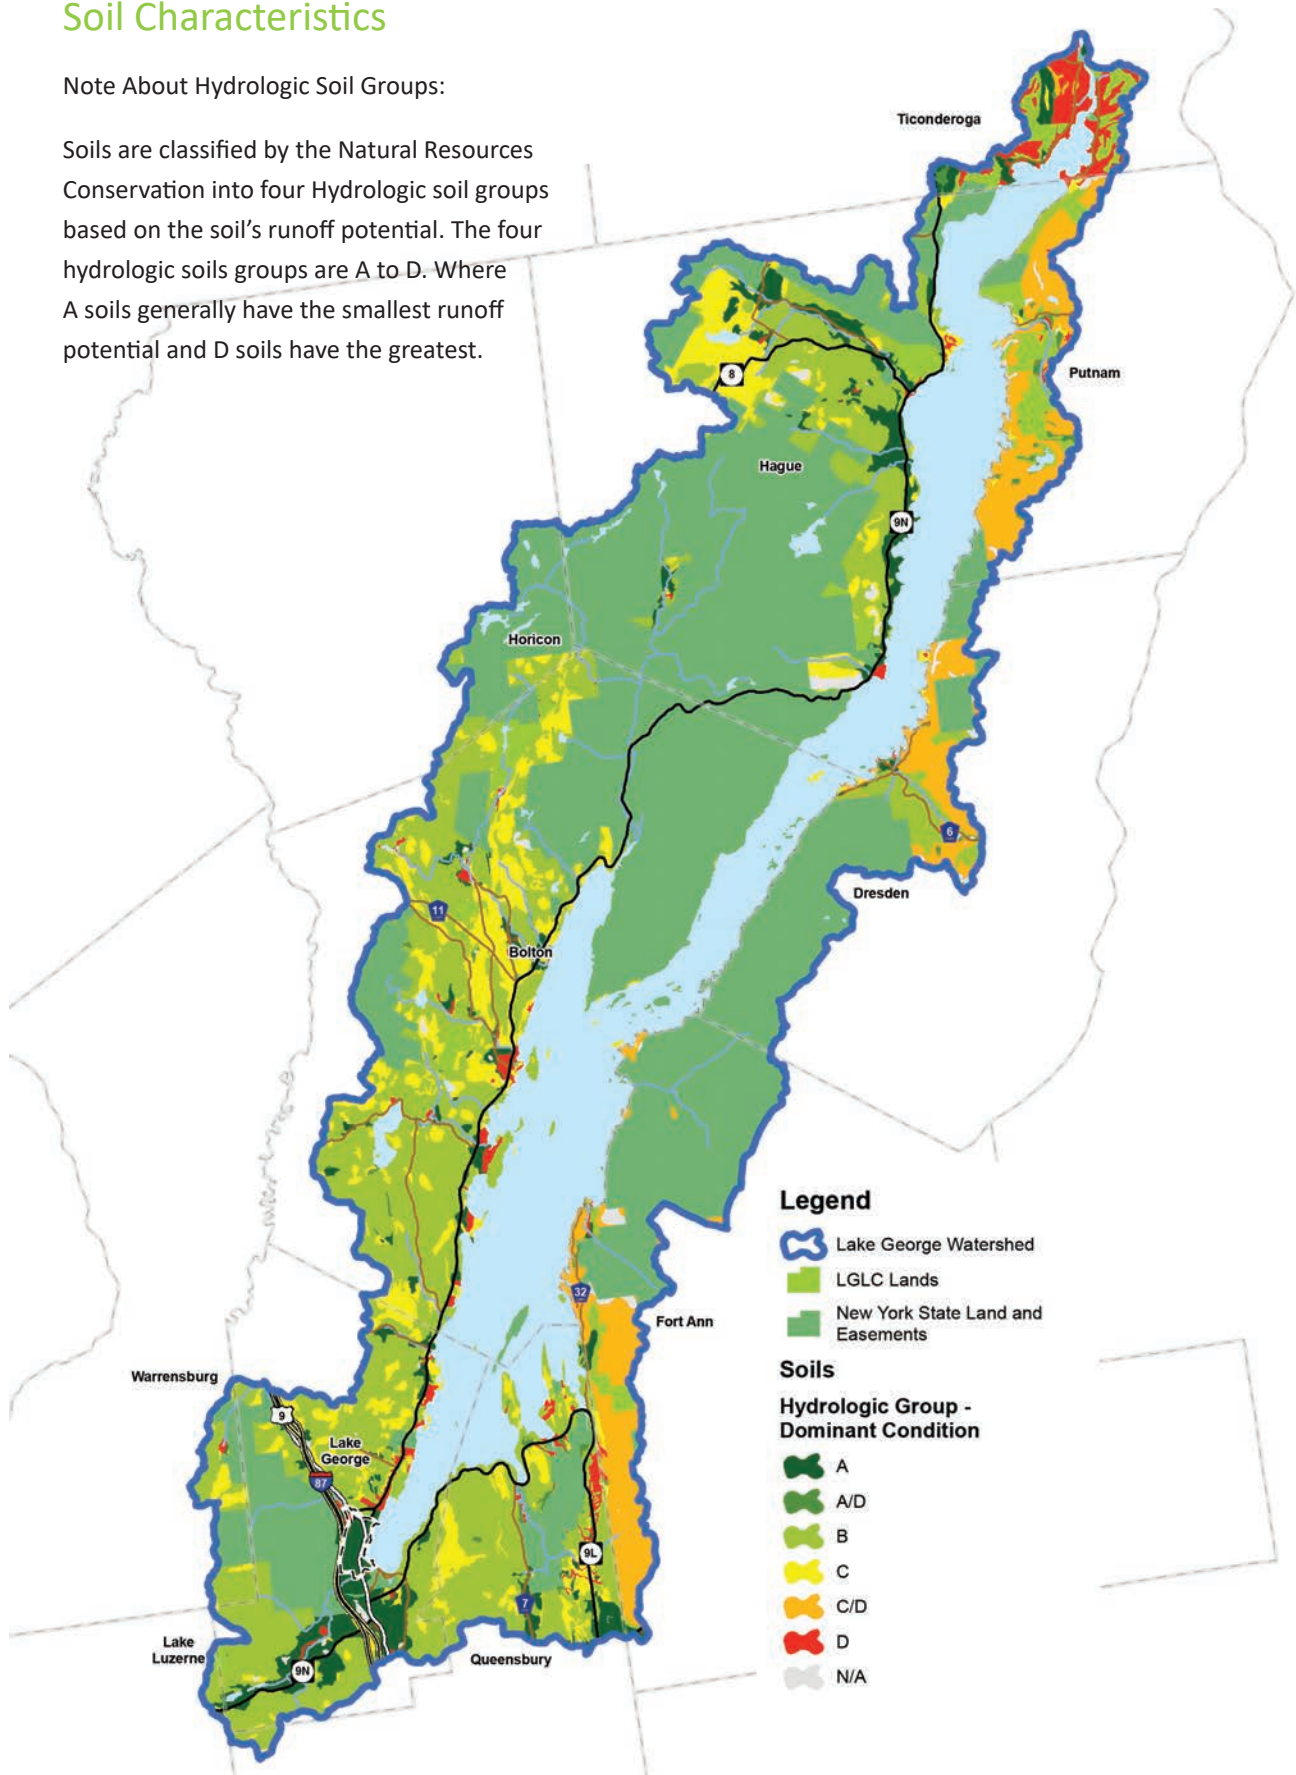 Soil Characteristics
Note About Hydrologic Soil Groups:
Soils are classified by the Natural Resources
Conservation into four Hydrologic soil groups
based on the soil's runoff potential. The four
hydrologic soils groups are A to D. Where
A soils generally have the smallest runoff
potential and D soils have the greatest.
Ticonderoga
Putnam
8
Hague
9N
Horicon
6
Dresden
11
Bolton
32
Fort Ann
Warrensburg
9
Lake
George
87
9L
7
Lake
Luzerne
9N
Queensbury
Legend
Lake George Watershed
LGLC Lands
New York State Land and
Easements
Soils
Hydrologic Group -
Dominant Condition
A
A/D
B
C
C/D
D
N/A